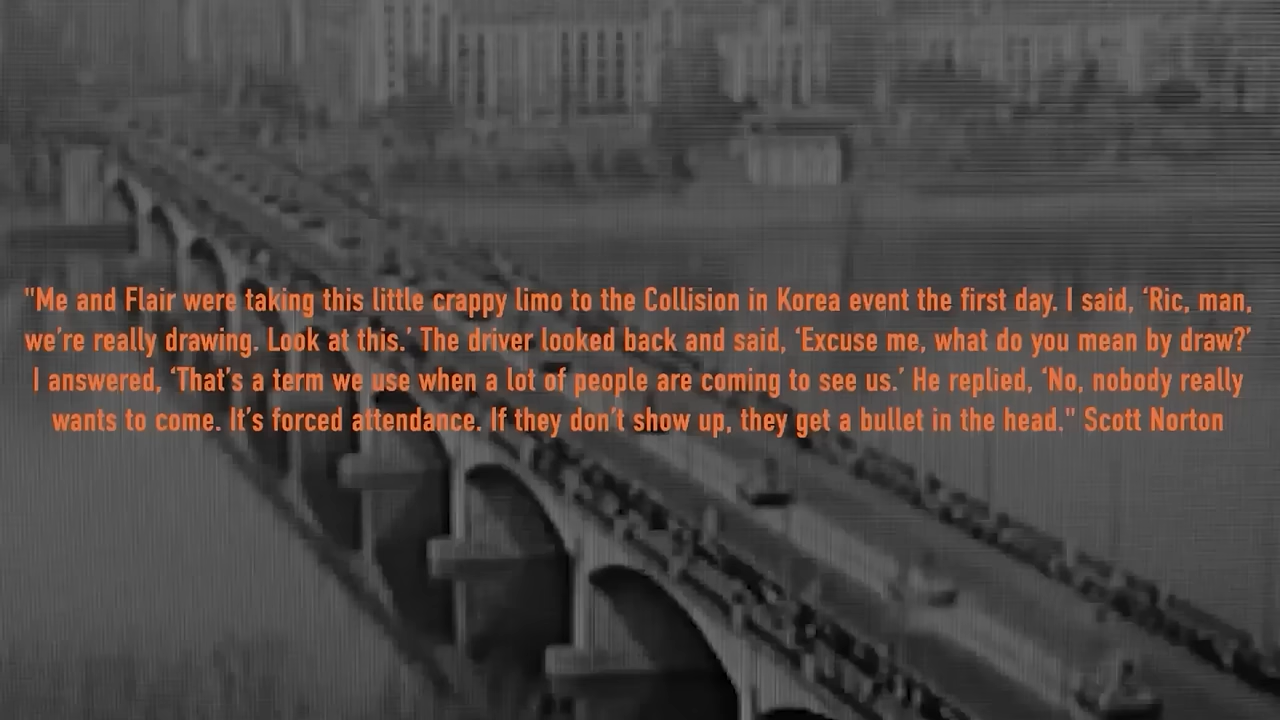 "Me and Flair were taking this little crappy limo to the Collision in Korea event the first day. I said, ‘Ric, man,
we’re really drawing. Look at this.’ The driver looked back and said, ‘Excuse me, what do you mean by draw?’
I answered, ‘That’s a term we use when a lot of people are coming to see us.’ He replied, ‘No, nobody really
wants to come. It’s forced attendance. If they don’t show up, they get a bullet in the head." Scott Norton